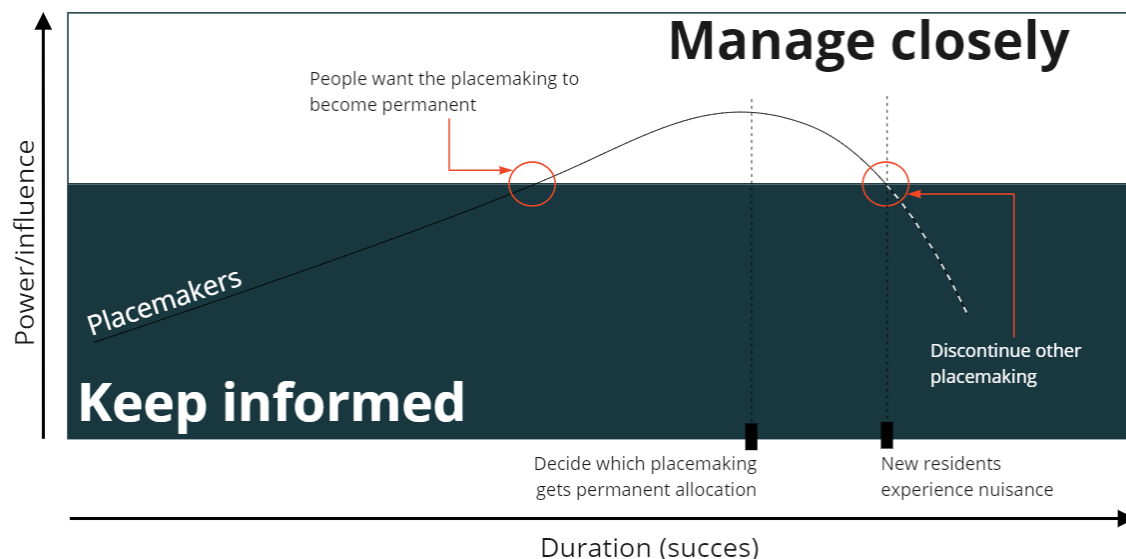 Manage closely
People want the placemaking to
become permanent
Power/influence
Placemakers
Discontinue other
placemaking
Keep informed
Decide which placemaking
gets permanent allocation
New residents
experience nuisance
Duration (succes)